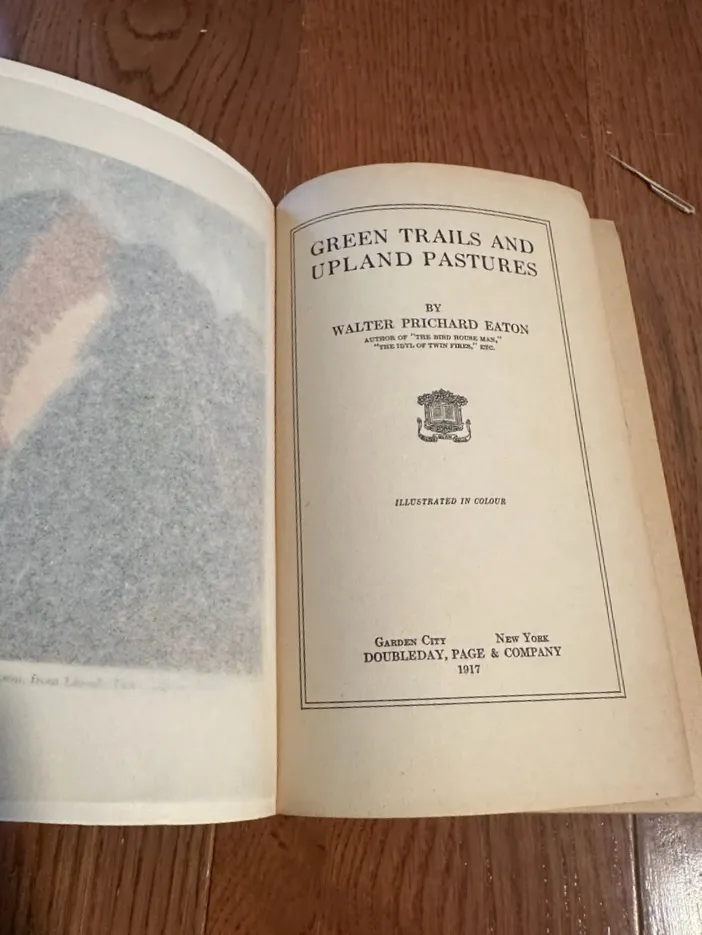 GREEN TRAILS AND
UPLAND PASTURES
BY
WALTER PRICHARD EATON
AUTHOR OF "THE BIRD HOUSE MAN,"
"THE IDYL OF TWIN FIRES," ETC.
ILLUSTRATED IN COLOUR
GARDEN CITY NEW YORK
DOUBLEDAY, PAGE & COMPANY
1917
from